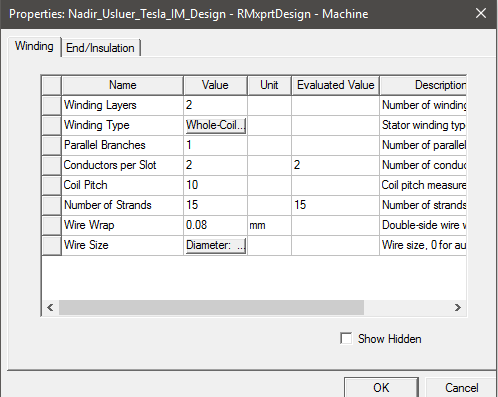 Properties: Nadir_Usluer_Tesla_IM_Design - RMxprtDesign - Machine
Winding End/Insulation
Name Value Unit Evaluated Value Description
Winding Layers 2 Number of winding
Winding Type Whole-Coil... Stator winding typ
Parallel Branches 1 Number of parallel
Conductors per Slot 2 2 Number of conduc
Coil Pitch 10 Coil pitch measure
Number of Strands 15 15 Number of strands
Wire Wrap 0.08 mm Double-side wire w
Wire Size Diameter: ... Wire size, 0 for au
Show Hidden
OK Cancel